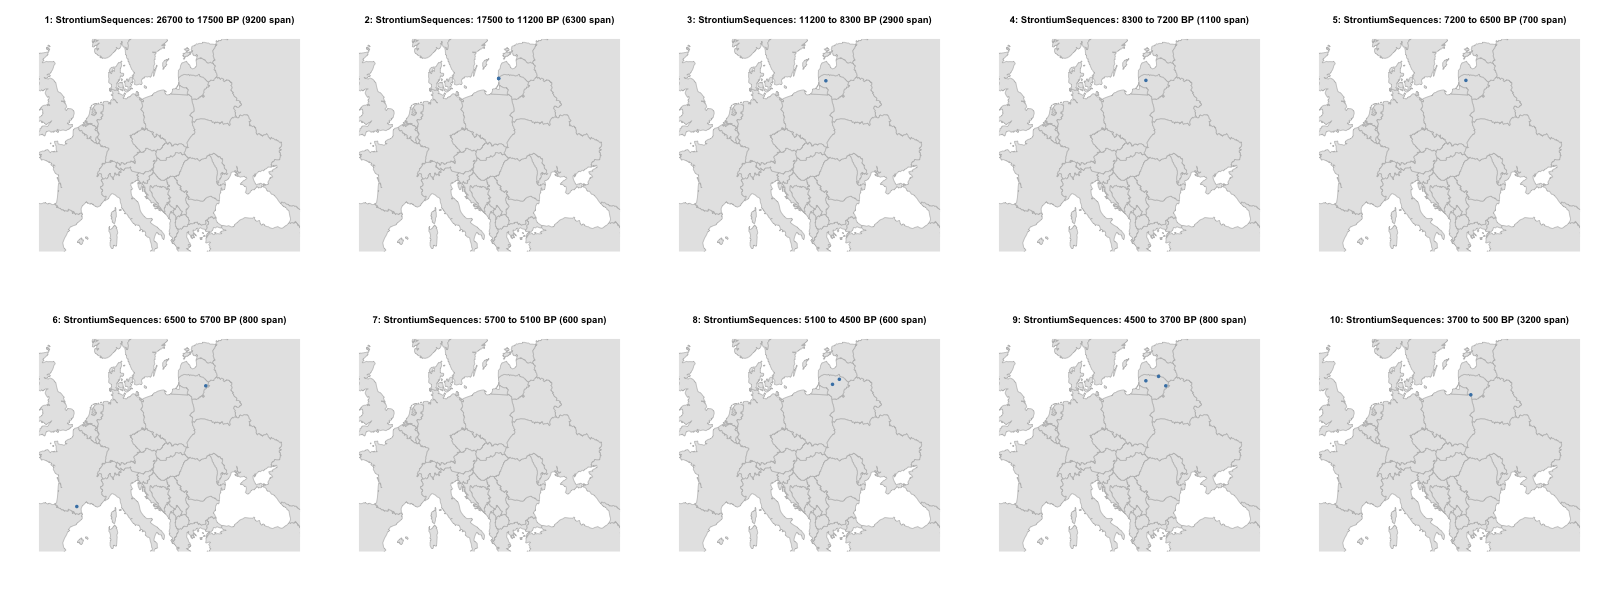 1: StrontiumSequences: 26700 to 17500 BP (9200 span)
2: StrontiumSequences: 17500 to 11200 BP (6300 span)
3: StrontiumSequences: 11200 to 8300 BP (2900 span)
4: StrontiumSequences: 8300 to 7200 BP (1100 span)
5: StrontiumSequences: 7200 to 6500 BP (700 span)
6: StrontiumSequences: 6500 to 5700 BP (800 span)
7: StrontiumSequences: 5700 to 5100 BP (600 span)
8: StrontiumSequences: 5100 to 4500 BP (600 span)
9: StrontiumSequences: 4500 to 3700 BP (800 span)
10: StrontiumSequences: 3700 to 500 BP (3200 span)